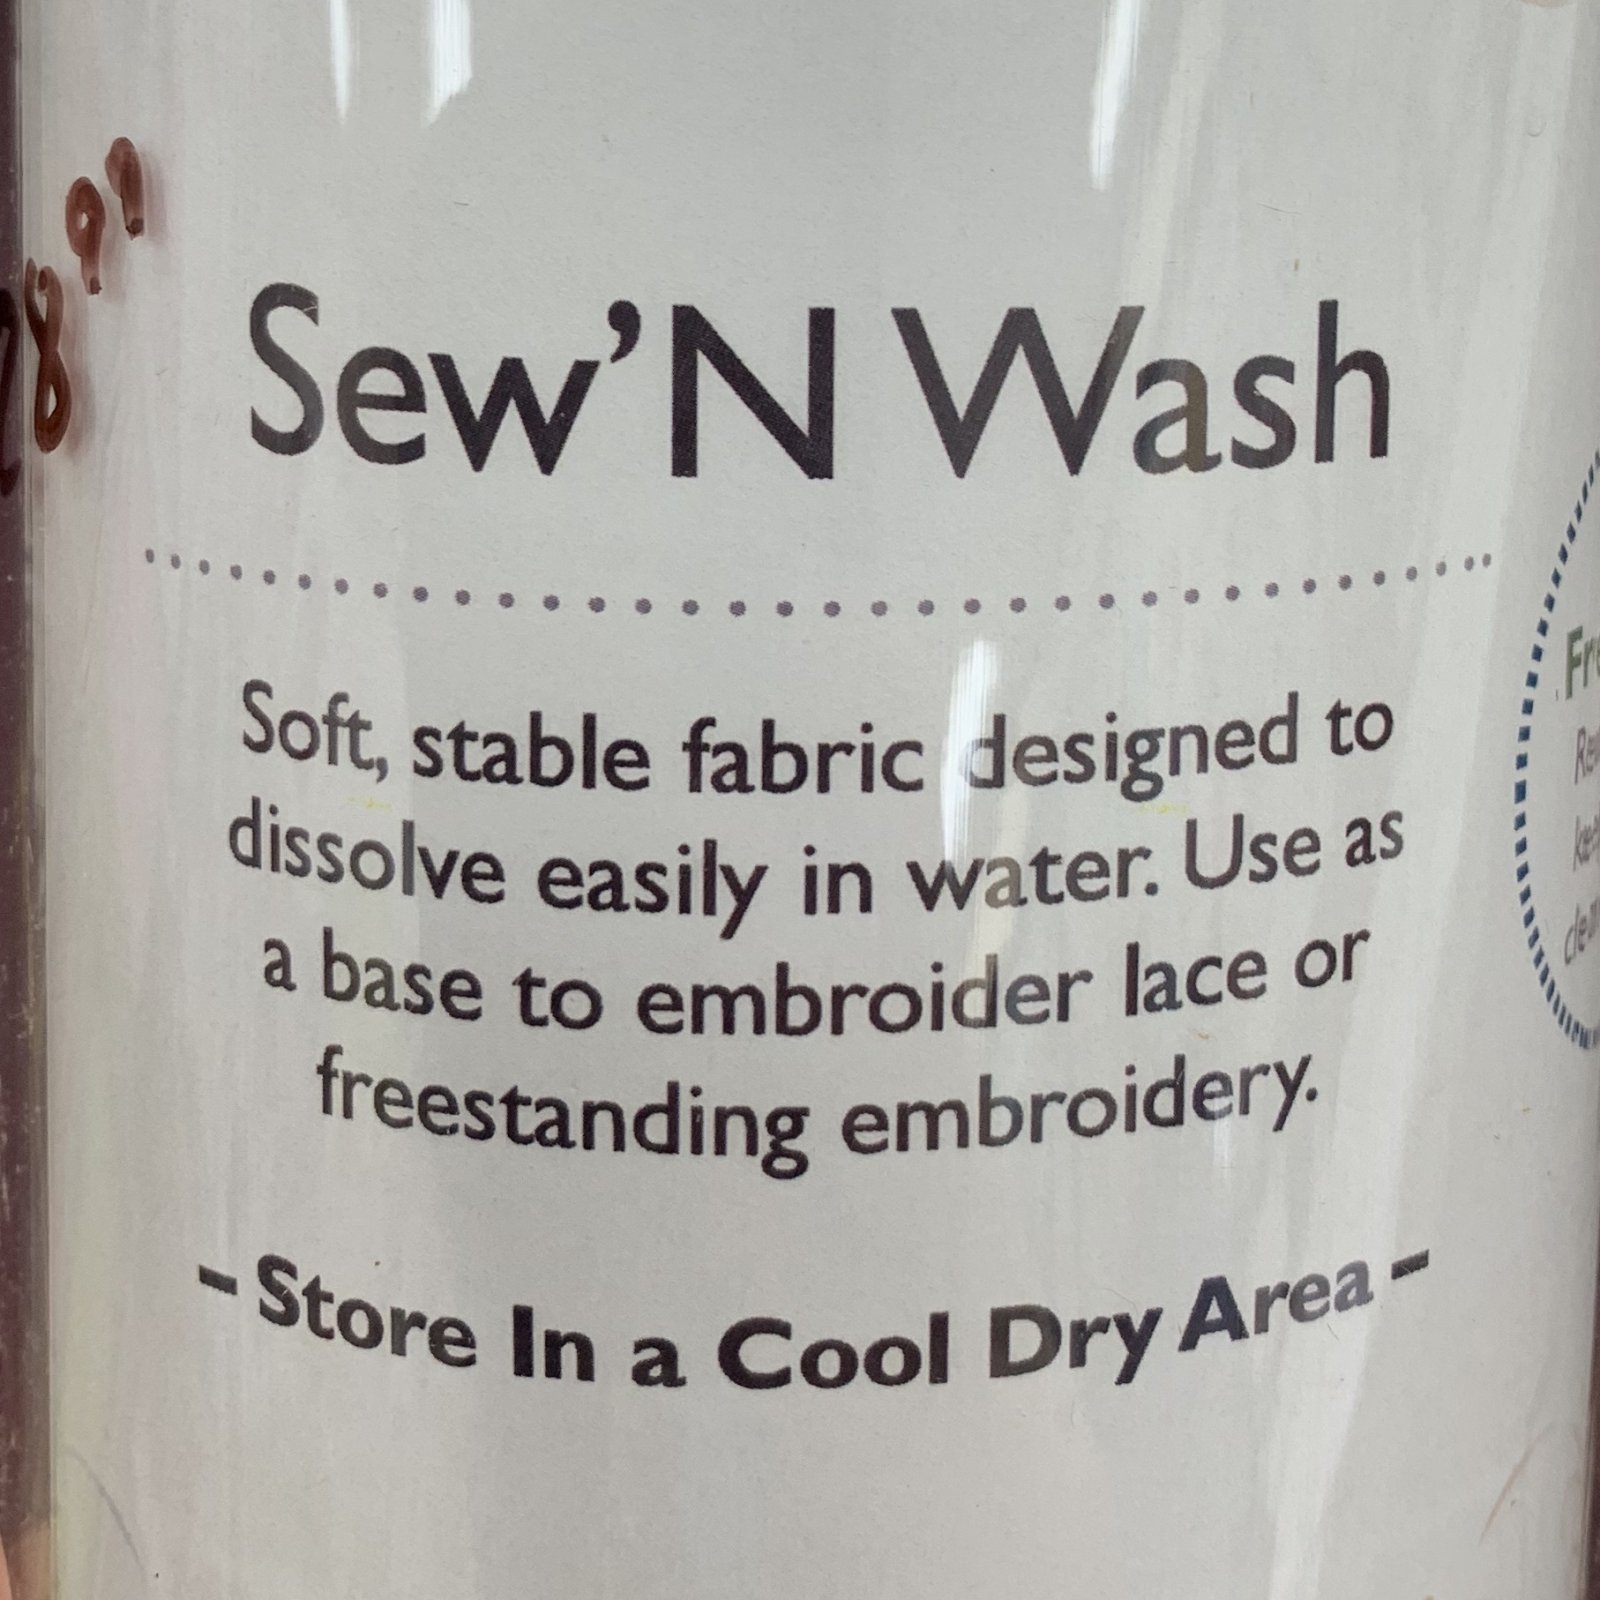 Sew’N Wash
Soft, stable fabric designed to
dissolve easily in water. Use as
a base to embroider lace or
freestanding embroidery.
- Store In a Cool Dry Area -